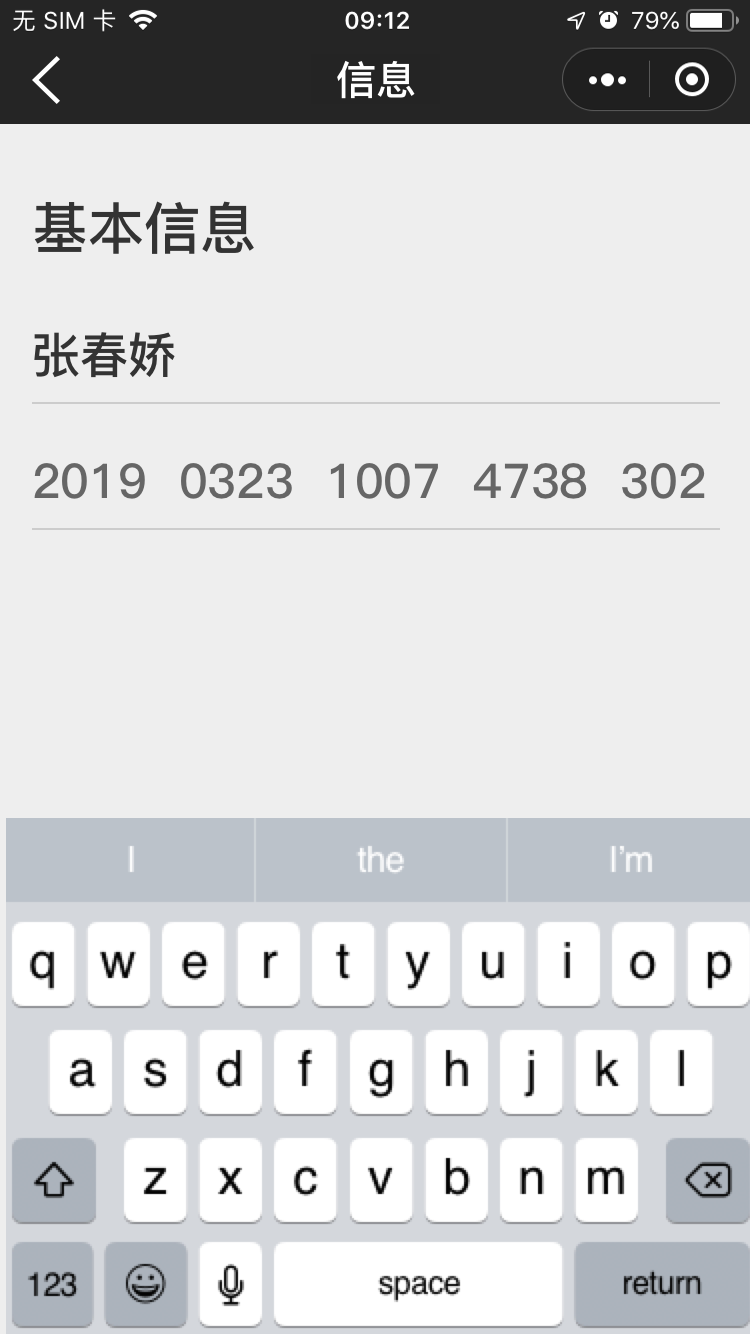 无 SIM 卡 09:12 79%
信息
基本信息
张春娇
2019 0323 1007 4738 302
I the I'm
q w e r t y u i o p
a s d f g h j k l
z x c v b n m
123 space return